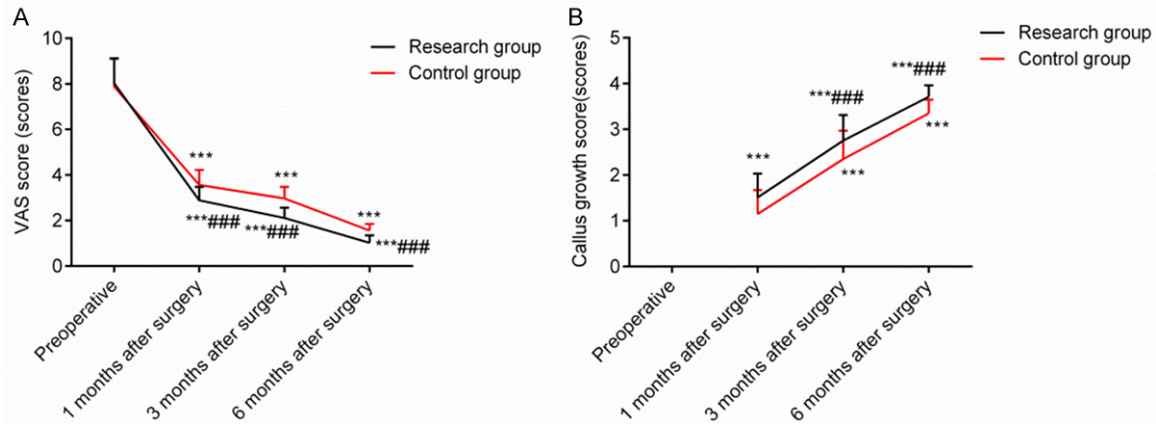 A
VAS score (scores)
10
8
6
4
2
0
Research group
Control group
***
***
***
***###
***###
***###
Preoperative
1 months after surgery
3 months after surgery
6 months after surgery
B
Callus growth score(scores)
5
4
3
2
1
0
Research group
Control group
***###
***###
***
***
***
Preoperative
1 months after surgery
3 months after surgery
6 months after surgery